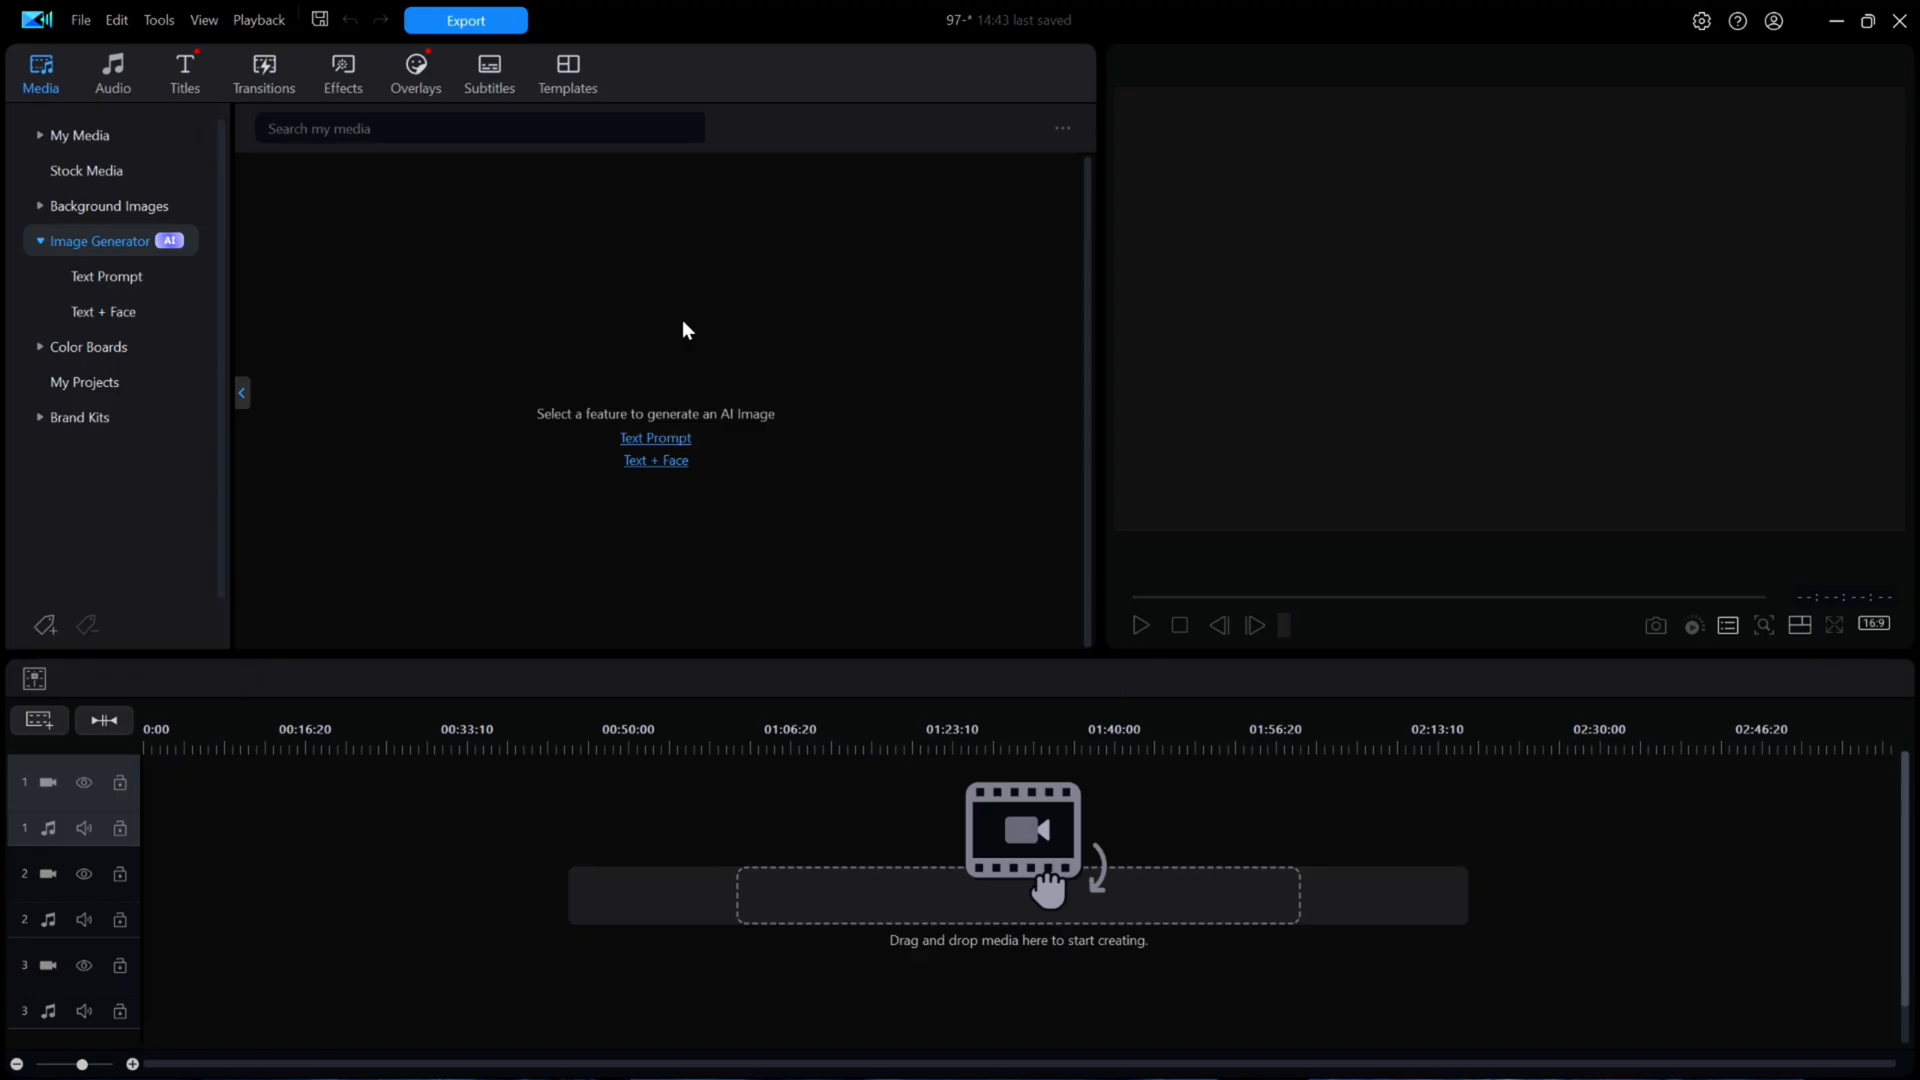 File Edit Tools View Playback Export 97-* 14:43 last saved
Media Audio Titles Transitions Effects Overlays Subtitles Templates
Search my media
My Media
Stock Media
Background Images
Image Generator AI
Text Prompt
Text + Face
Color Boards
My Projects
Brand Kits
Select a feature to generate an AI Image
Text Prompt
Text + Face
--:--:--:--
16:9
0:00 00:16:20 00:33:10 00:50:00 01:06:20 01:23:10 01:40:00 01:56:20 02:13:10 02:30:00 02:46:20
1
1
2
2
3
3
Drag and drop media here to start creating.